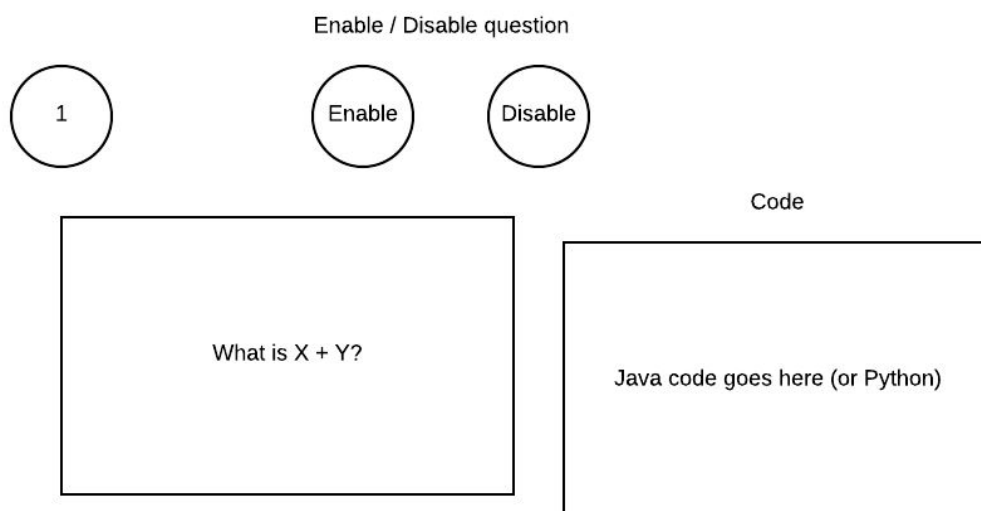 Enable / Disable question
1
Enable
Disable
Code
What is X + Y?
Java code goes here (or Python)